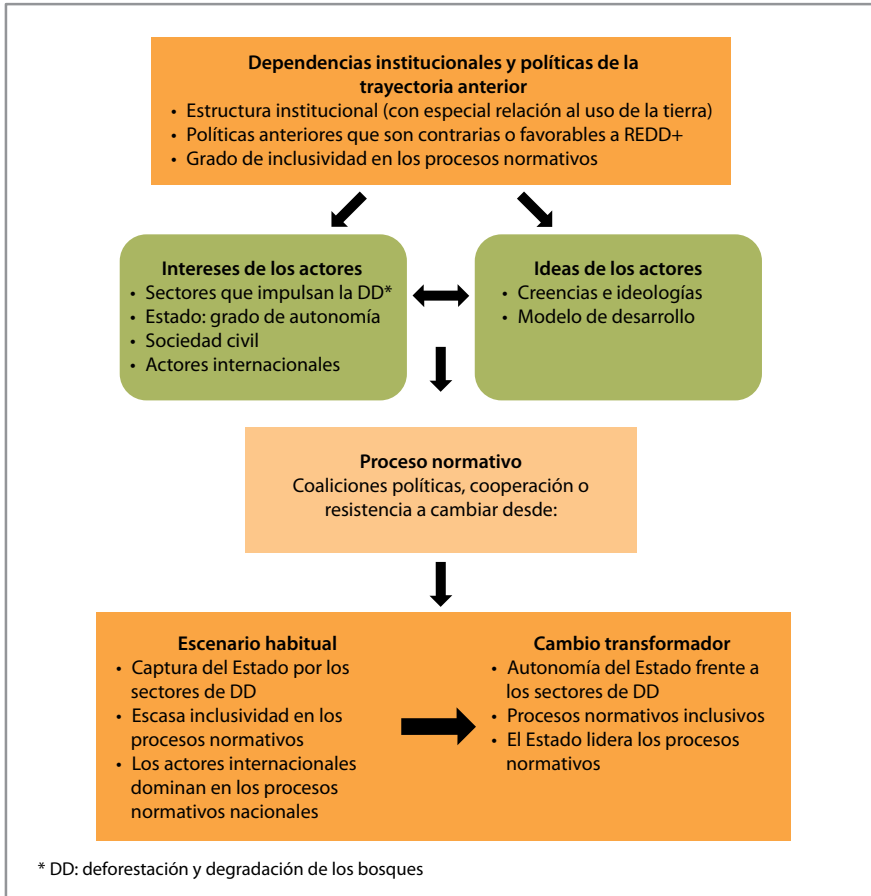 Dependencias institucionales y políticas de la
trayectoria anterior
• Estructura institucional (con especial relación al uso de la tierra)
• Políticas anteriores que son contrarias o favorables a REDD+
• Grado de inclusividad en los procesos normativos
Intereses de los actores
• Sectores que impulsan la DD*
• Estado: grado de autonomía
• Sociedad civil
• Actores internacionales
Ideas de los actores
• Creencias e ideologías
• Modelo de desarrollo
Proceso normativo
Coaliciones políticas, cooperación o
resistencia a cambiar desde:
Escenario habitual
• Captura del Estado por los
sectores de DD
• Escasa inclusividad en los
procesos normativos
• Los actores internacionales
dominan en los procesos
normativos nacionales
Cambio transformador
• Autonomía del Estado frente a
los sectores de DD
• Procesos normativos inclusivos
• El Estado lidera los procesos
normativos
* DD: deforestación y degradación de los bosques